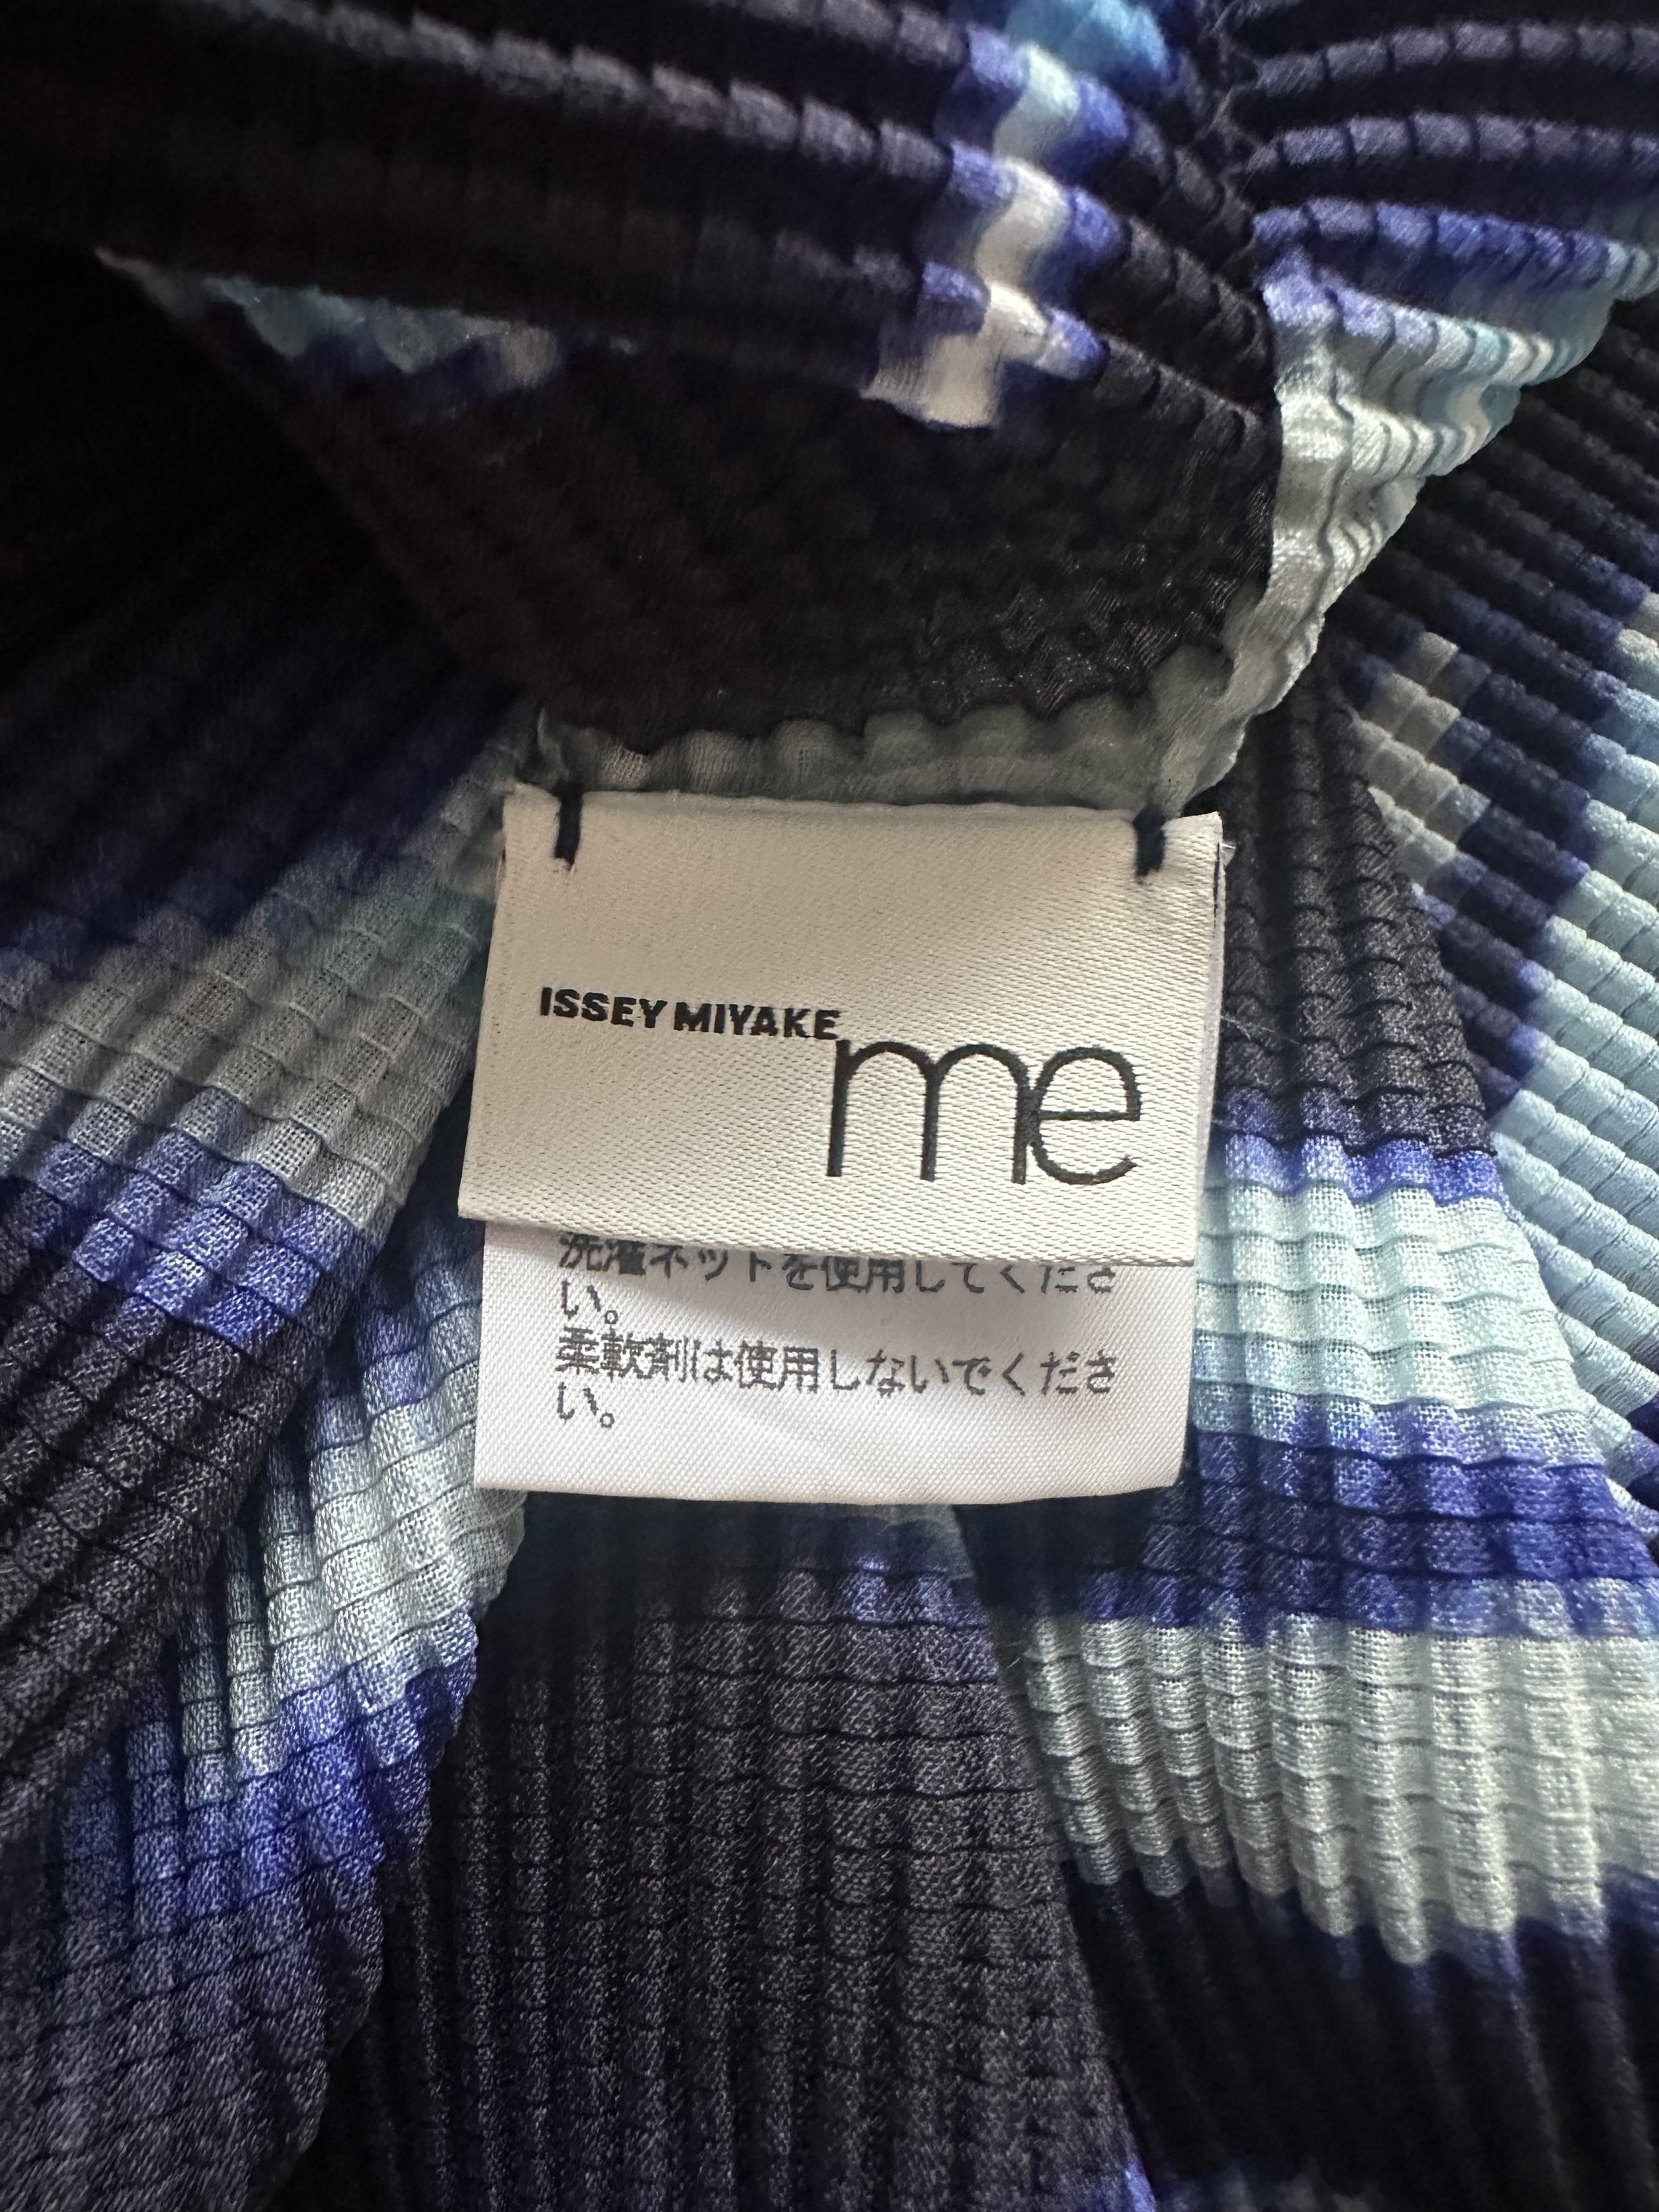 ISSEY MIYAKE
me
洗濯ネットを使用してくださ
い。
柔軟剤は使用しないでくださ
い。